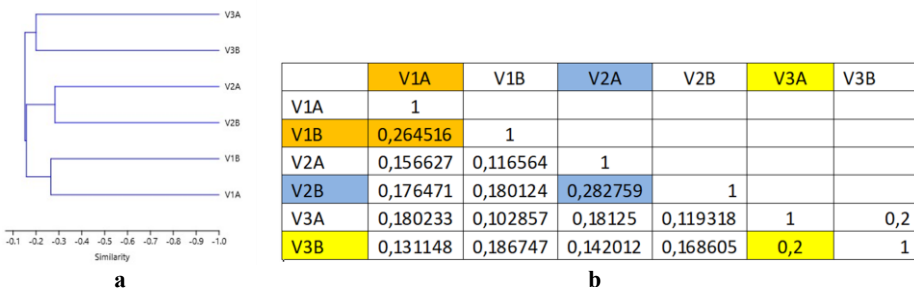 V3A
V3B
V2A
V2B
V1B
V1A
-0.1 -0.2 -0.3 -0.4 -0.5 -0.6 -0.7 -0.8 -0.9 -1.0
Similarity
a
V1A V1B V2A V2B V3A V3B
V1A 1
V1B 0,264516 1
V2A 0,156627 0,116564 1
V2B 0,176471 0,180124 0,282759 1
V3A 0,180233 0,102857 0,18125 0,119318 1 0,2
V3B 0,131148 0,186747 0,142012 0,168605 0,2 1
b